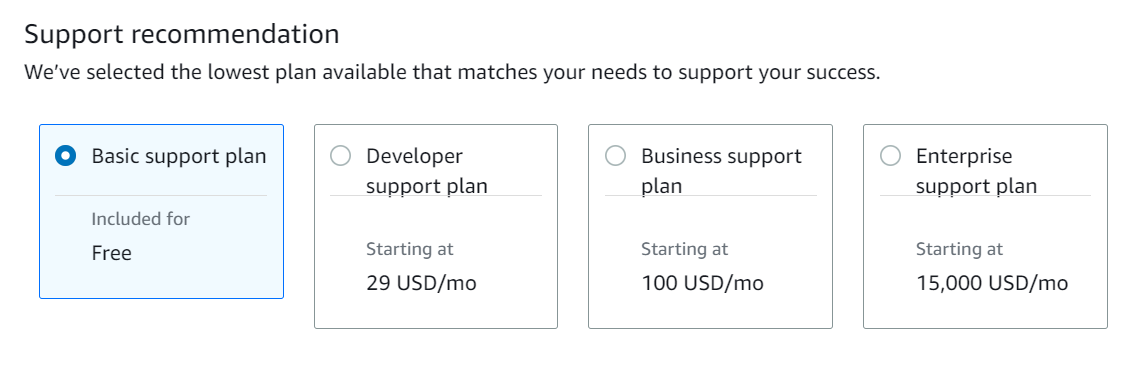 Support recommendation
We’ve selected the lowest plan available that matches your needs to support your success.
Basic support plan
Included for
Free
Developer
support plan
Starting at
29 USD/mo
Business support
plan
Starting at
100 USD/mo
Enterprise
support plan
Starting at
15,000 USD/mo